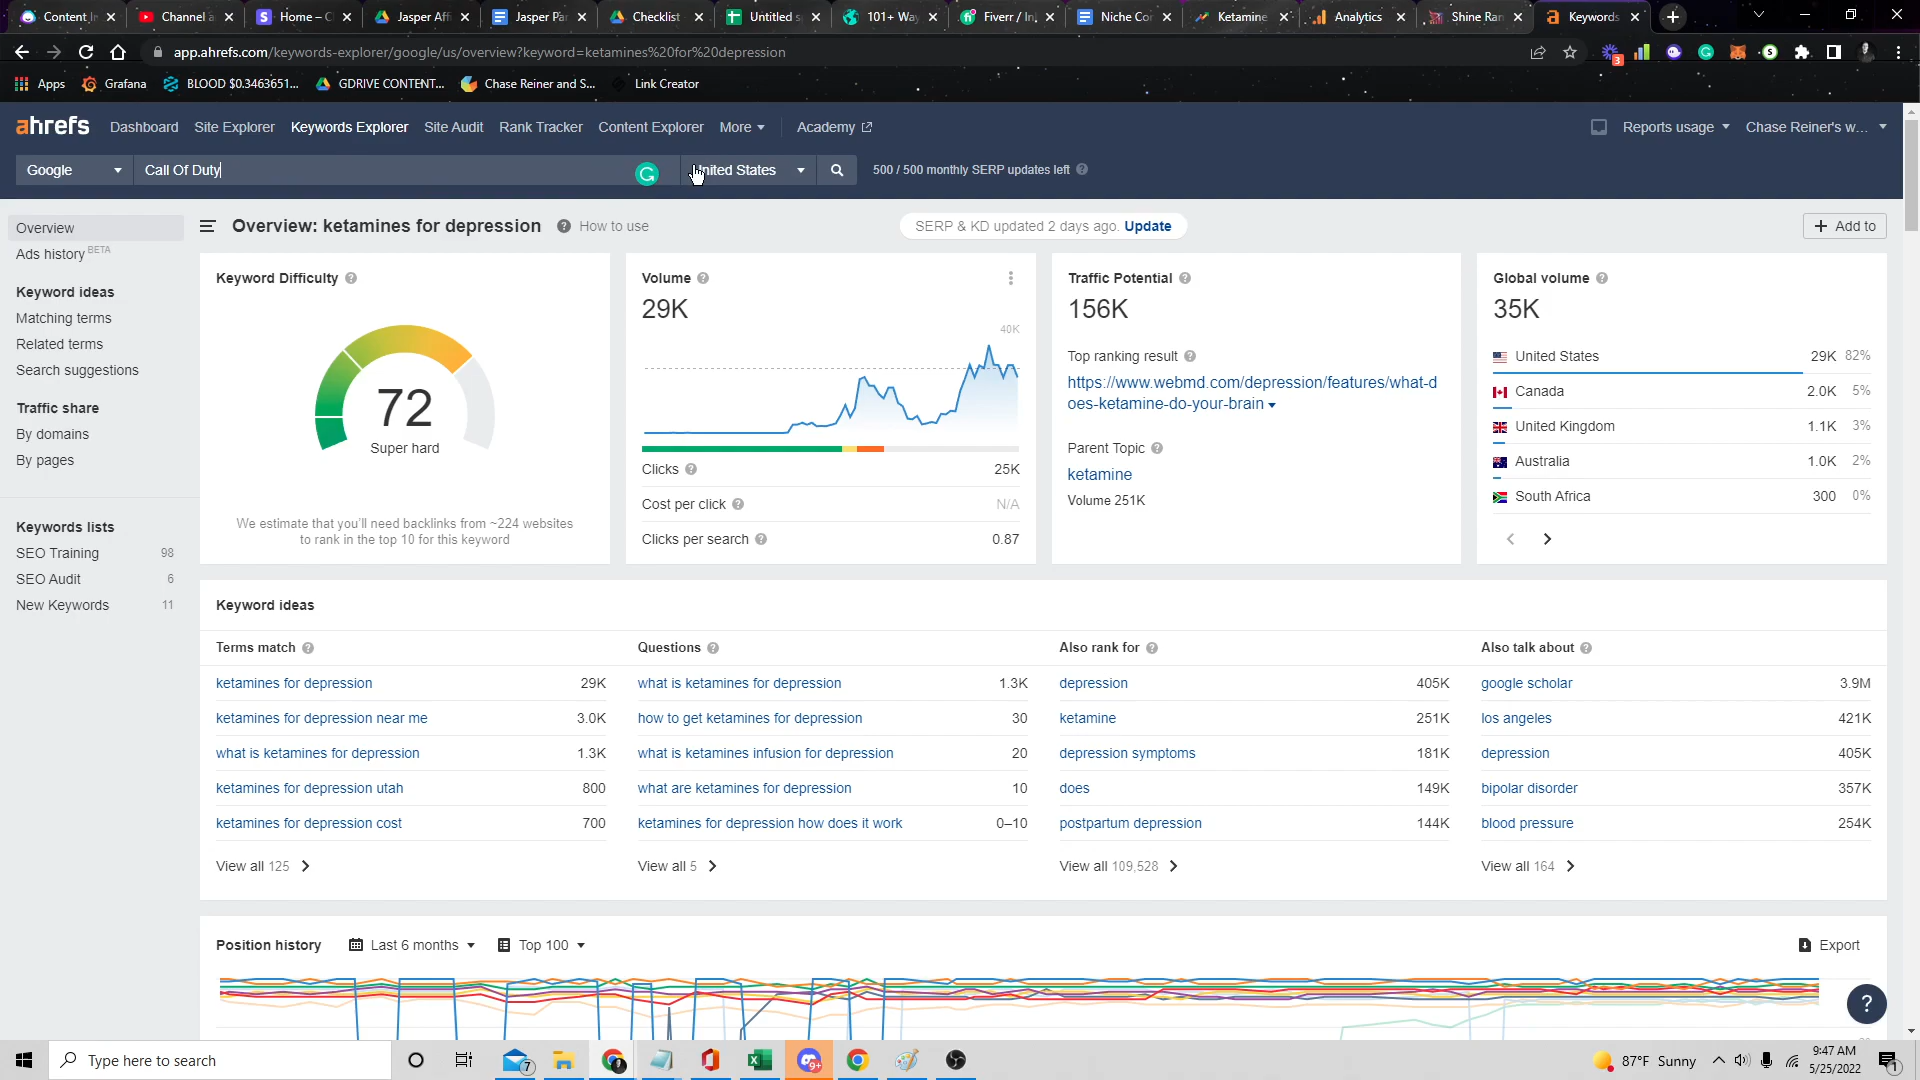 Content In
Channel a
Home – C
Jasper Aff
Jasper Par
Checklist
Untitled s
101+ Way
Fiverr / In
Niche Cor
Ketamine
Analytics
Shine Ran
Keywords
app.ahrefs.com/keywords-explorer/google/us/overview?keyword=ketamines%20for%20depression
3
Apps
Grafana
BLOOD $0.3463651...
GDRIVE CONTENT...
Chase Reiner and S...
Link Creator
ahrefs
Dashboard
Site Explorer
Keywords Explorer
Site Audit
Rank Tracker
Content Explorer
More
Academy
Reports usage
Chase Reiner's w...
Google
Call Of Duty
United States
500 / 500 monthly SERP updates left
Overview
Ads history BETA
Keyword ideas
Matching terms
Related terms
Search suggestions
Traffic share
By domains
By pages
Keywords lists
SEO Training 98
SEO Audit 6
New Keywords 11
Overview: ketamines for depression
How to use
SERP & KD updated 2 days ago. Update
+ Add to
Keyword Difficulty
72
Super hard
We estimate that you'll need backlinks from ~224 websites
to rank in the top 10 for this keyword
Volume
29K
40K
Clicks 25K
Cost per click N/A
Clicks per search 0.87
Traffic Potential
156K
Top ranking result
https://www.webmd.com/depression/features/what-d
oes-ketamine-do-your-brain
Parent Topic
ketamine
Volume 251K
Global volume
35K
United States 29K 82%
Canada 2.0K 5%
United Kingdom 1.1K 3%
Australia 1.0K 2%
South Africa 300 0%
Keyword ideas
Terms match
ketamines for depression 29K
ketamines for depression near me 3.0K
what is ketamines for depression 1.3K
ketamines for depression utah 800
ketamines for depression cost 700
View all 125
Questions
what is ketamines for depression 1.3K
how to get ketamines for depression 30
what is ketamines infusion for depression 20
what are ketamines for depression 10
ketamines for depression how does it work 0–10
View all 5
Also rank for
depression 405K
ketamine 251K
depression symptoms 181K
does 149K
postpartum depression 144K
View all 109,528
Also talk about
google scholar 3.9M
los angeles 421K
depression 405K
bipolar disorder 357K
blood pressure 254K
View all 164
Position history
Last 6 months
Top 100
Export
?
Type here to search
7
9+
87°F Sunny
9:47 AM
5/25/2022
1